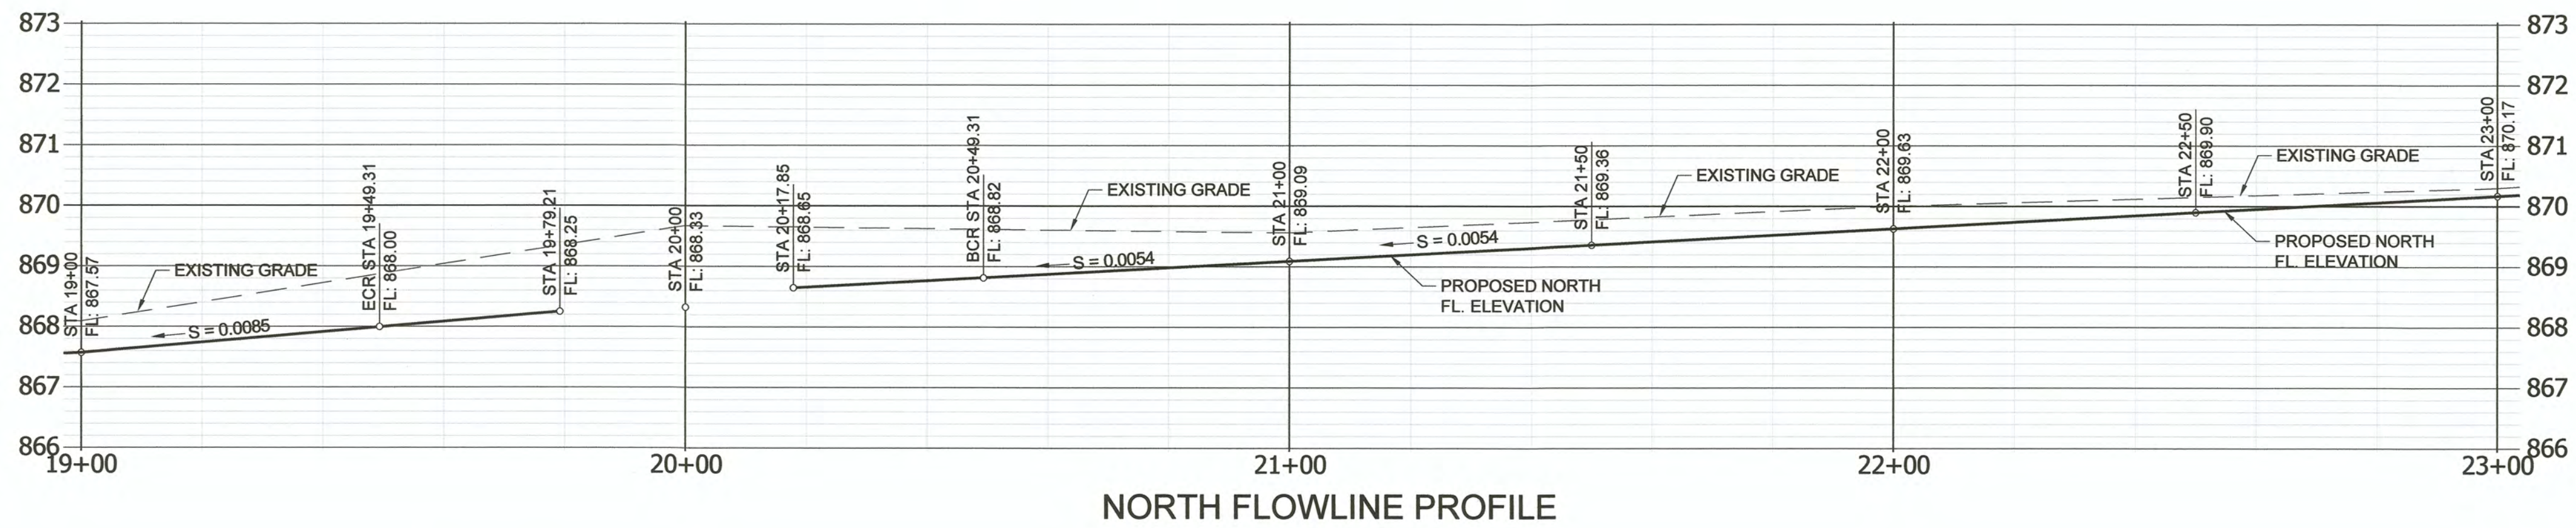 873
872
871
870
869
868
867
866
873
872
871
870
869
868
867
866
STA 19+00
FL: 867.57
EXISTING GRADE
S = 0.0085
ECR STA 19+49.31
FL: 868.00
STA 19+79.21
FL: 868.25
STA 20+00
FL: 868.33
STA 20+17.85
FL: 868.65
BCR STA 20+49.31
FL: 868.82
EXISTING GRADE
S = 0.0054
STA 21+00
FL: 869.09
S = 0.0054
PROPOSED NORTH
FL. ELEVATION
STA 21+50
FL: 869.36
EXISTING GRADE
STA 22+00
FL: 869.63
STA 22+50
FL: 869.90
EXISTING GRADE
PROPOSED NORTH
FL. ELEVATION
STA 23+00
FL: 870.17
19+00
20+00
21+00
22+00
23+00
NORTH FLOWLINE PROFILE